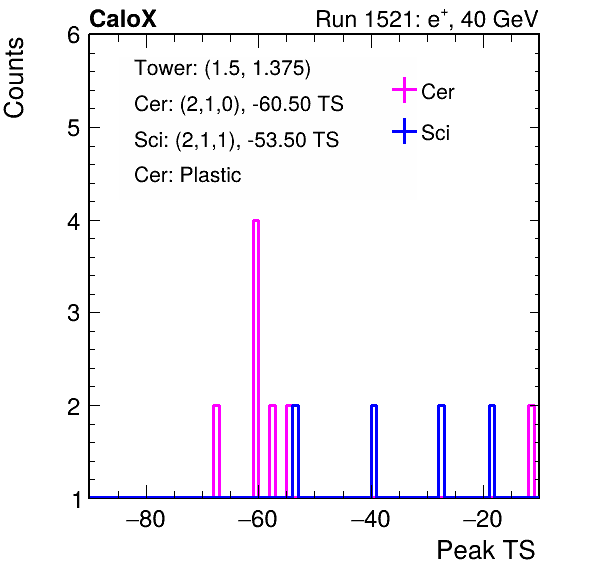 CaloX Run 1521: e+, 40 GeV
Counts
Tower: (1.5, 1.375)
Cer: (2,1,0), -60.50 TS
Sci: (2,1,1), -53.50 TS
Cer: Plastic
Cer
Sci
6
5
4
3
2
1
−80 −60 −40 −20
Peak TS